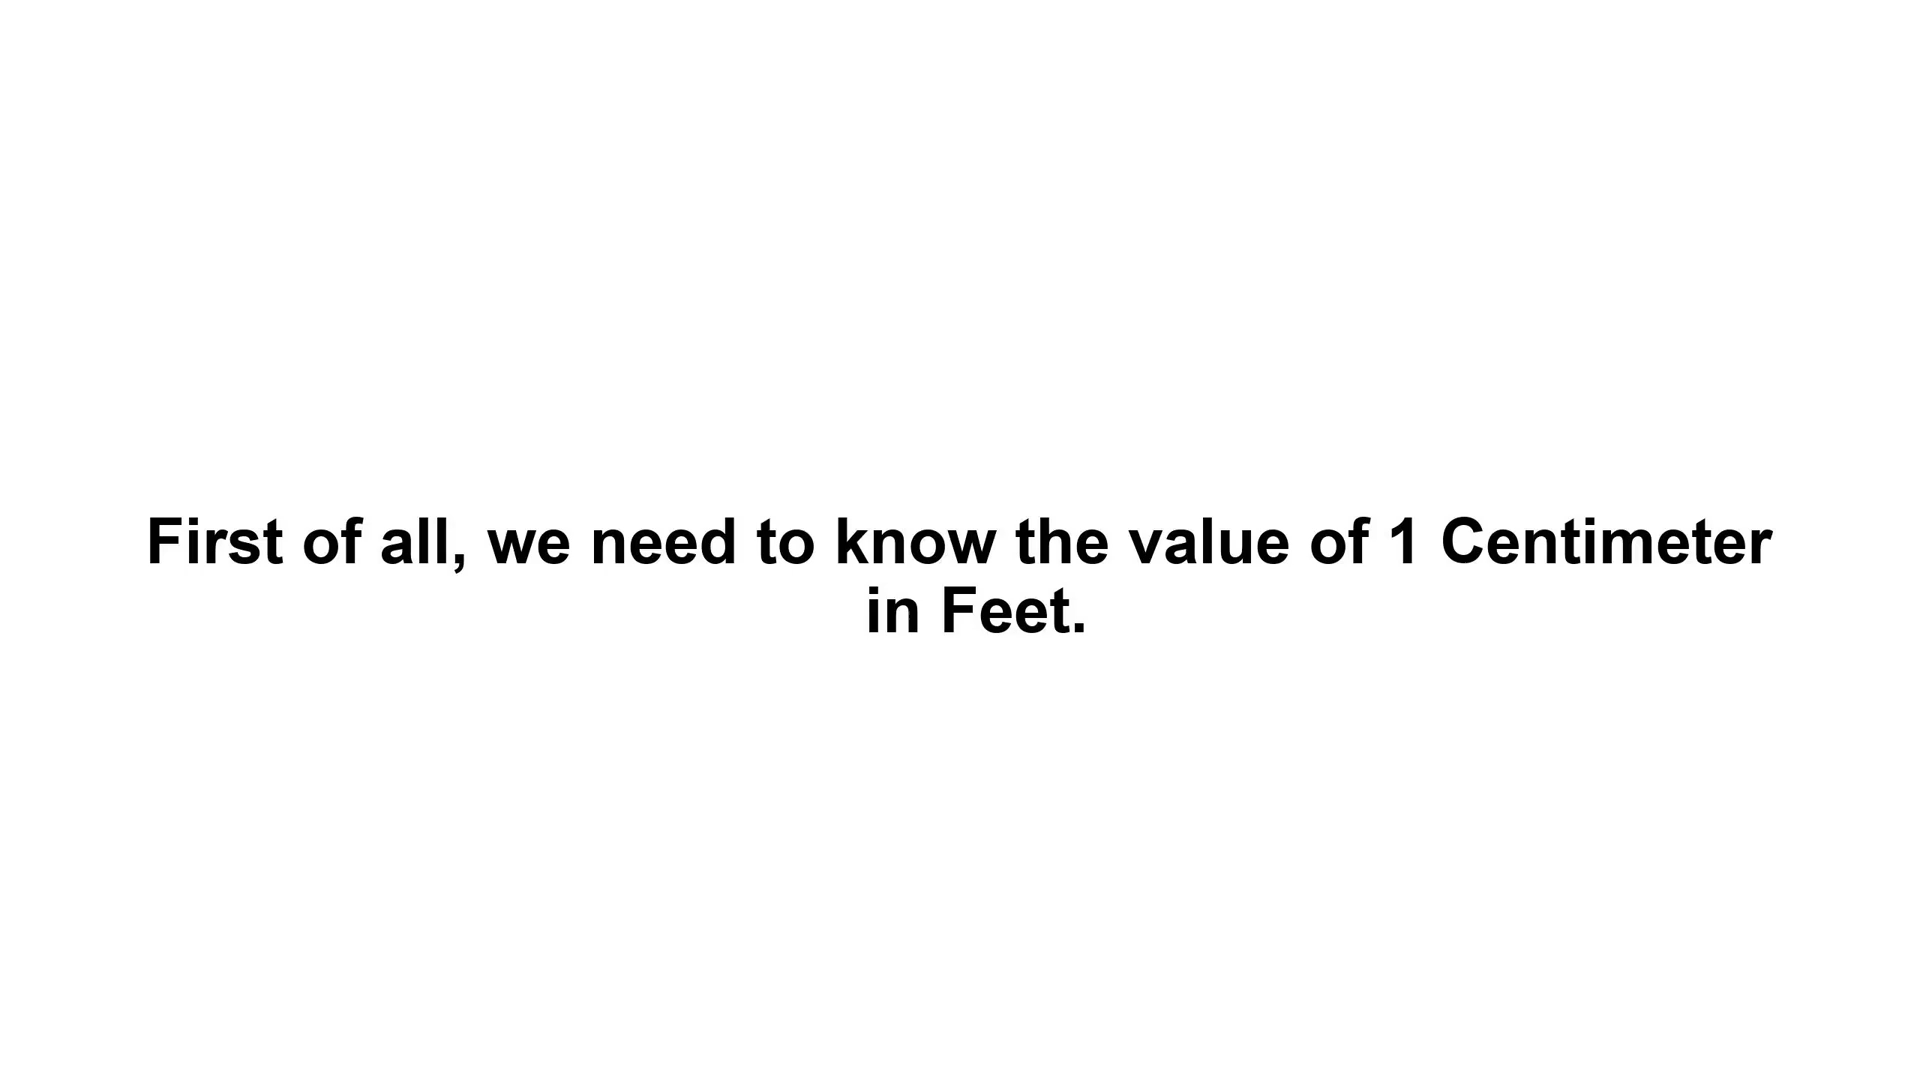 First of all, we need to know the value of 1 Centimeter
in Feet.